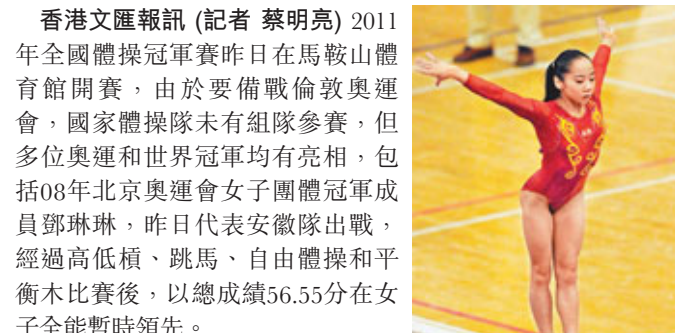 香港文匯報訊 (記者 蔡明亮) 2011
年全國體操冠軍賽昨日在馬鞍山體
育館開賽，由於要備戰倫敦奧運
會，國家體操隊未有組隊參賽，但
多位奧運和世界冠軍均有亮相，包
括08年北京奧運會女子團體冠軍成
員鄧琳琳，昨日代表安徽隊出戰，
經過高低槓、跳馬、自由體操和平
衡木比賽後，以總成績56.55分在女
子全能暫時領先。